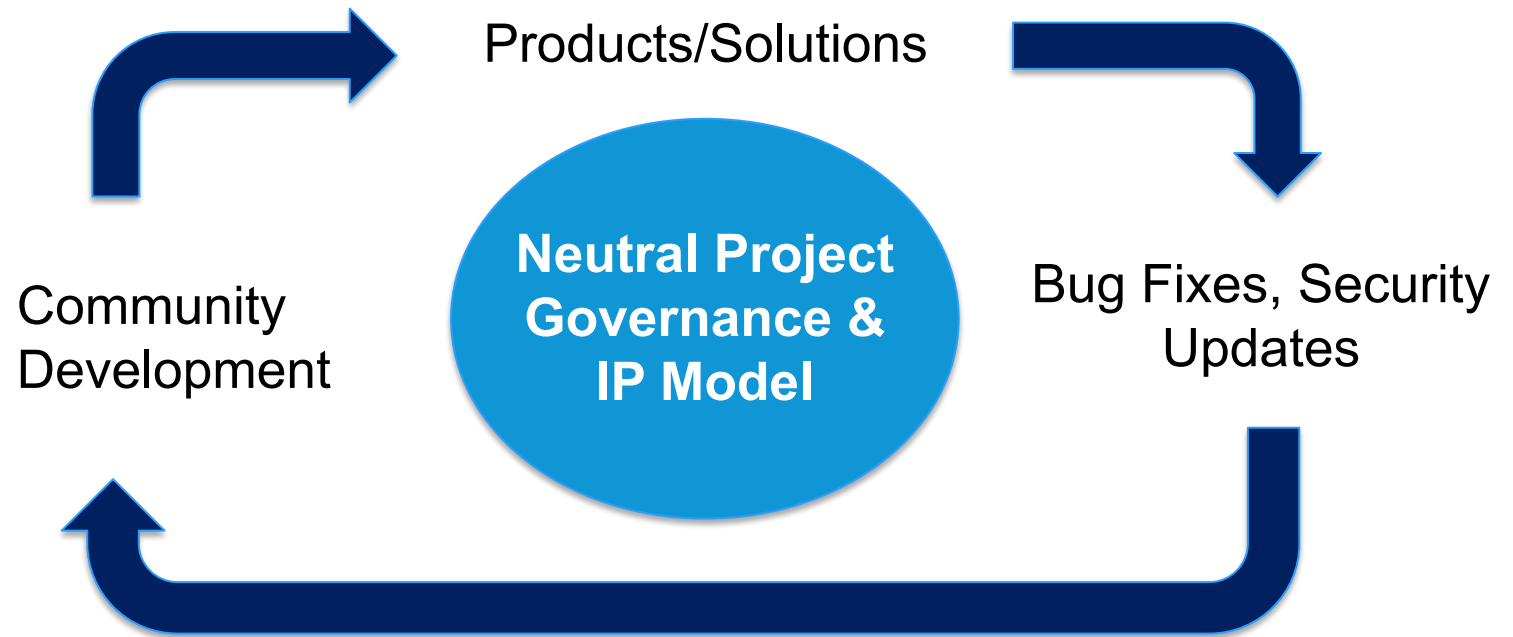 Products/Solutions
Neutral Project
Governance &
IP Model
Bug Fixes, Security
Updates
Community
Development